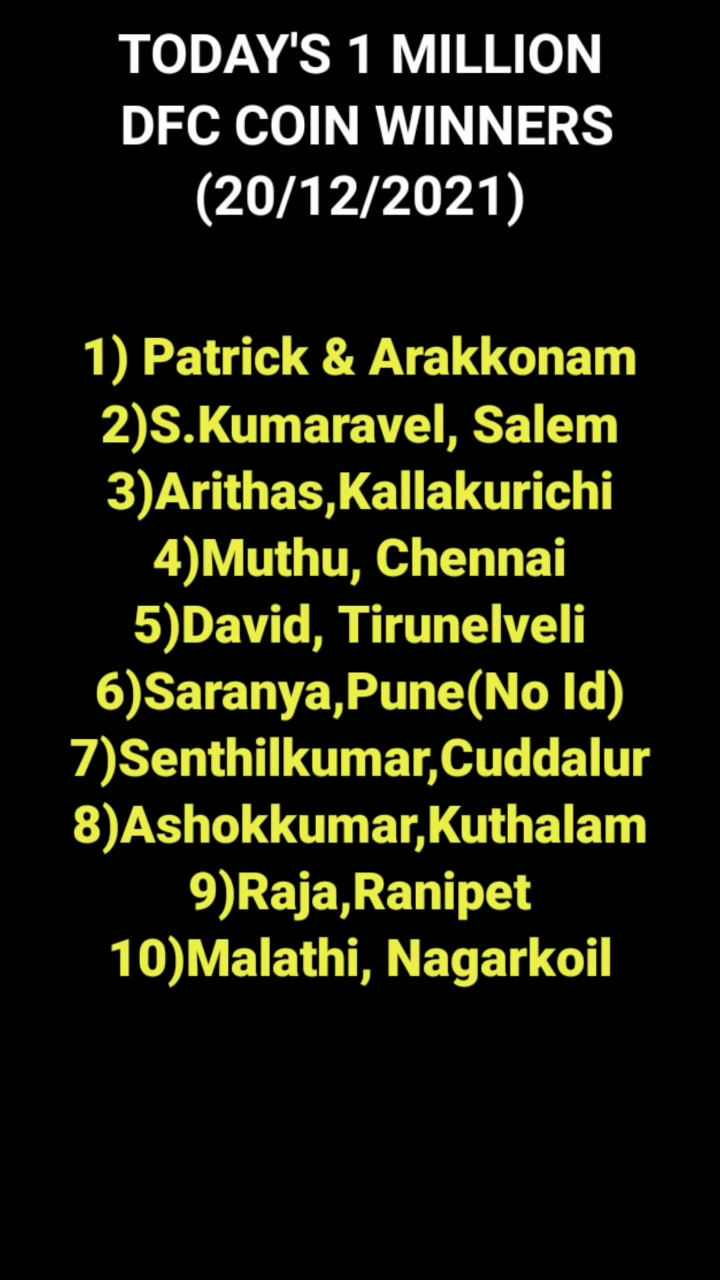 TODAY'S 1 MILLION
DFC COIN WINNERS
(20/12/2021)
1) Patrick & Arakkonam
2)S.Kumaravel, Salem
3)Arithas,Kallakurichi
4)Muthu, Chennai
5)David, Tirunelveli
6)Saranya,Pune(No Id)
7)Senthilkumar,Cuddalur
8)Ashokkumar,Kuthalam
9)Raja,Ranipet
10)Malathi, Nagarkoil